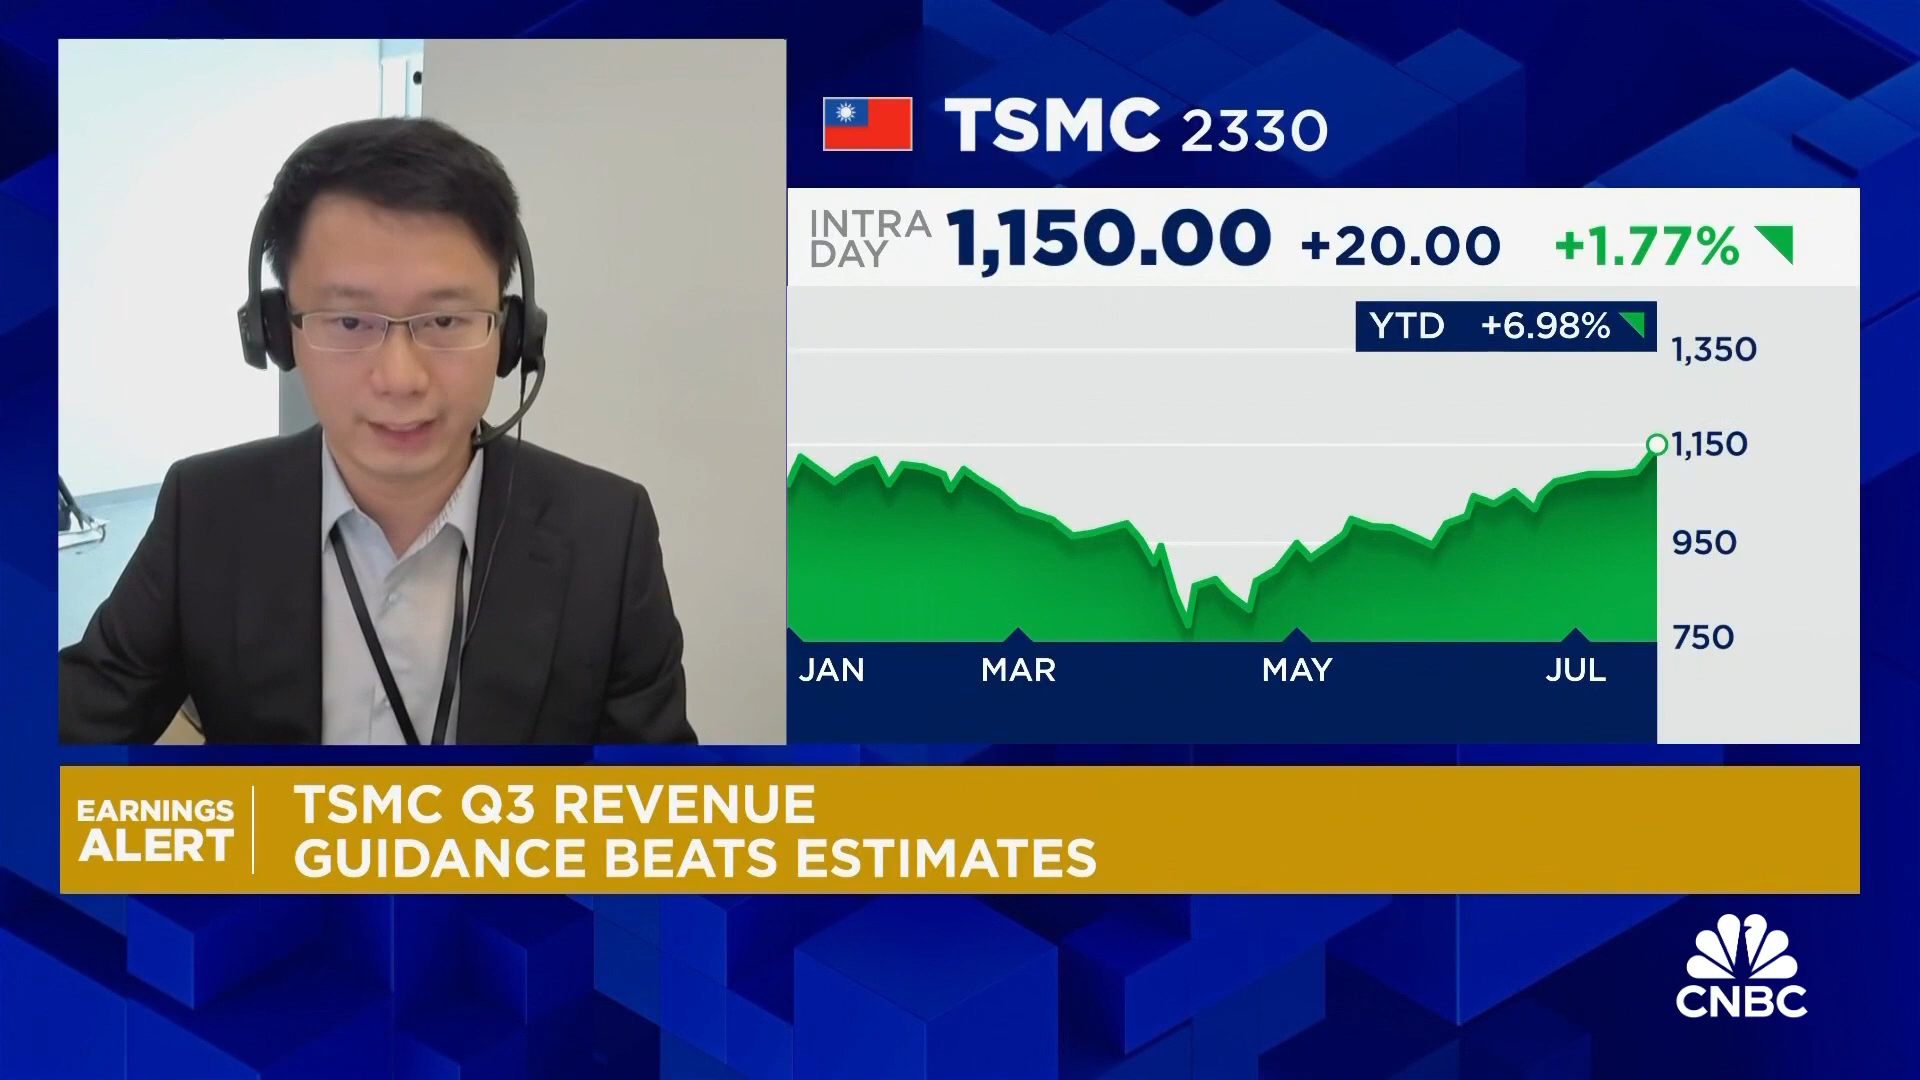 TSMC 2330
INTRA
DAY
1,150.00 +20.00 +1.77%
YTD +6.98%
1,350
1,150
950
750
JAN MAR MAY JUL
EARNINGS
ALERT
TSMC Q3 REVENUE
GUIDANCE BEATS ESTIMATES
CNBC